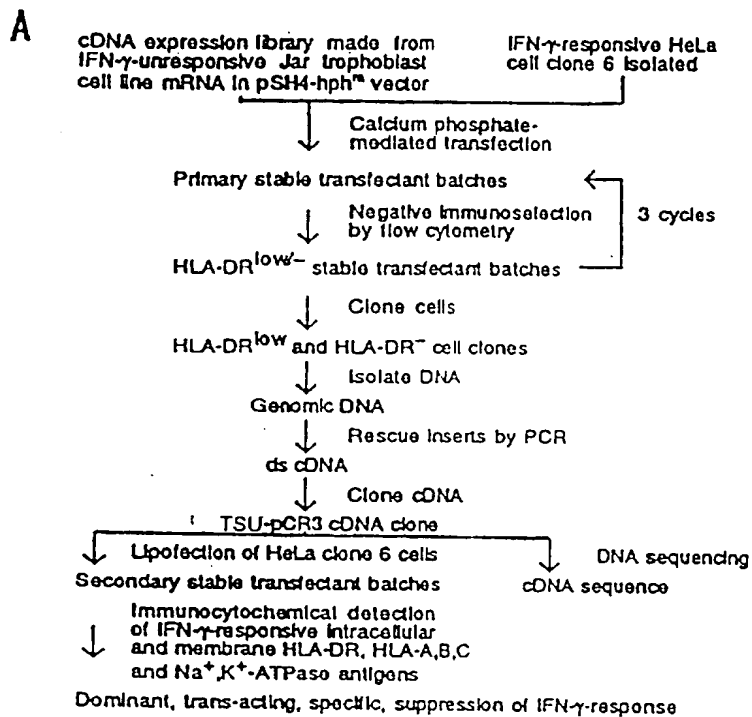 A
cDNA expression library made from
IFN-γ-unresponsive Jar trophoblast
cell line mRNA in pSH4-hph^m vector
IFN-γ-responsive HeLa
cell clone 6 isolated
Calcium phosphate-
mediated transfection
Primary stable transfectant batches
Negative immunoselection
by flow cytometry
3 cycles
HLA-DR^low/- stable transfectant batches
Clone cells
HLA-DR^low and HLA-DR^- cell clones
Isolate DNA
Genomic DNA
Rescue inserts by PCR
ds cDNA
Clone cDNA
TSU-pCR3 cDNA clone
Lipofection of HeLa clone 6 cells
DNA sequencing
Secondary stable transfectant batches
cDNA sequence
Immunocytochemical detection
of IFN-γ-responsive intracellular
and membrane HLA-DR, HLA-A,B,C
and Na⁺,K⁺-ATPase antigens
Dominant, trans-acting, specific, suppression of IFN-γ-response